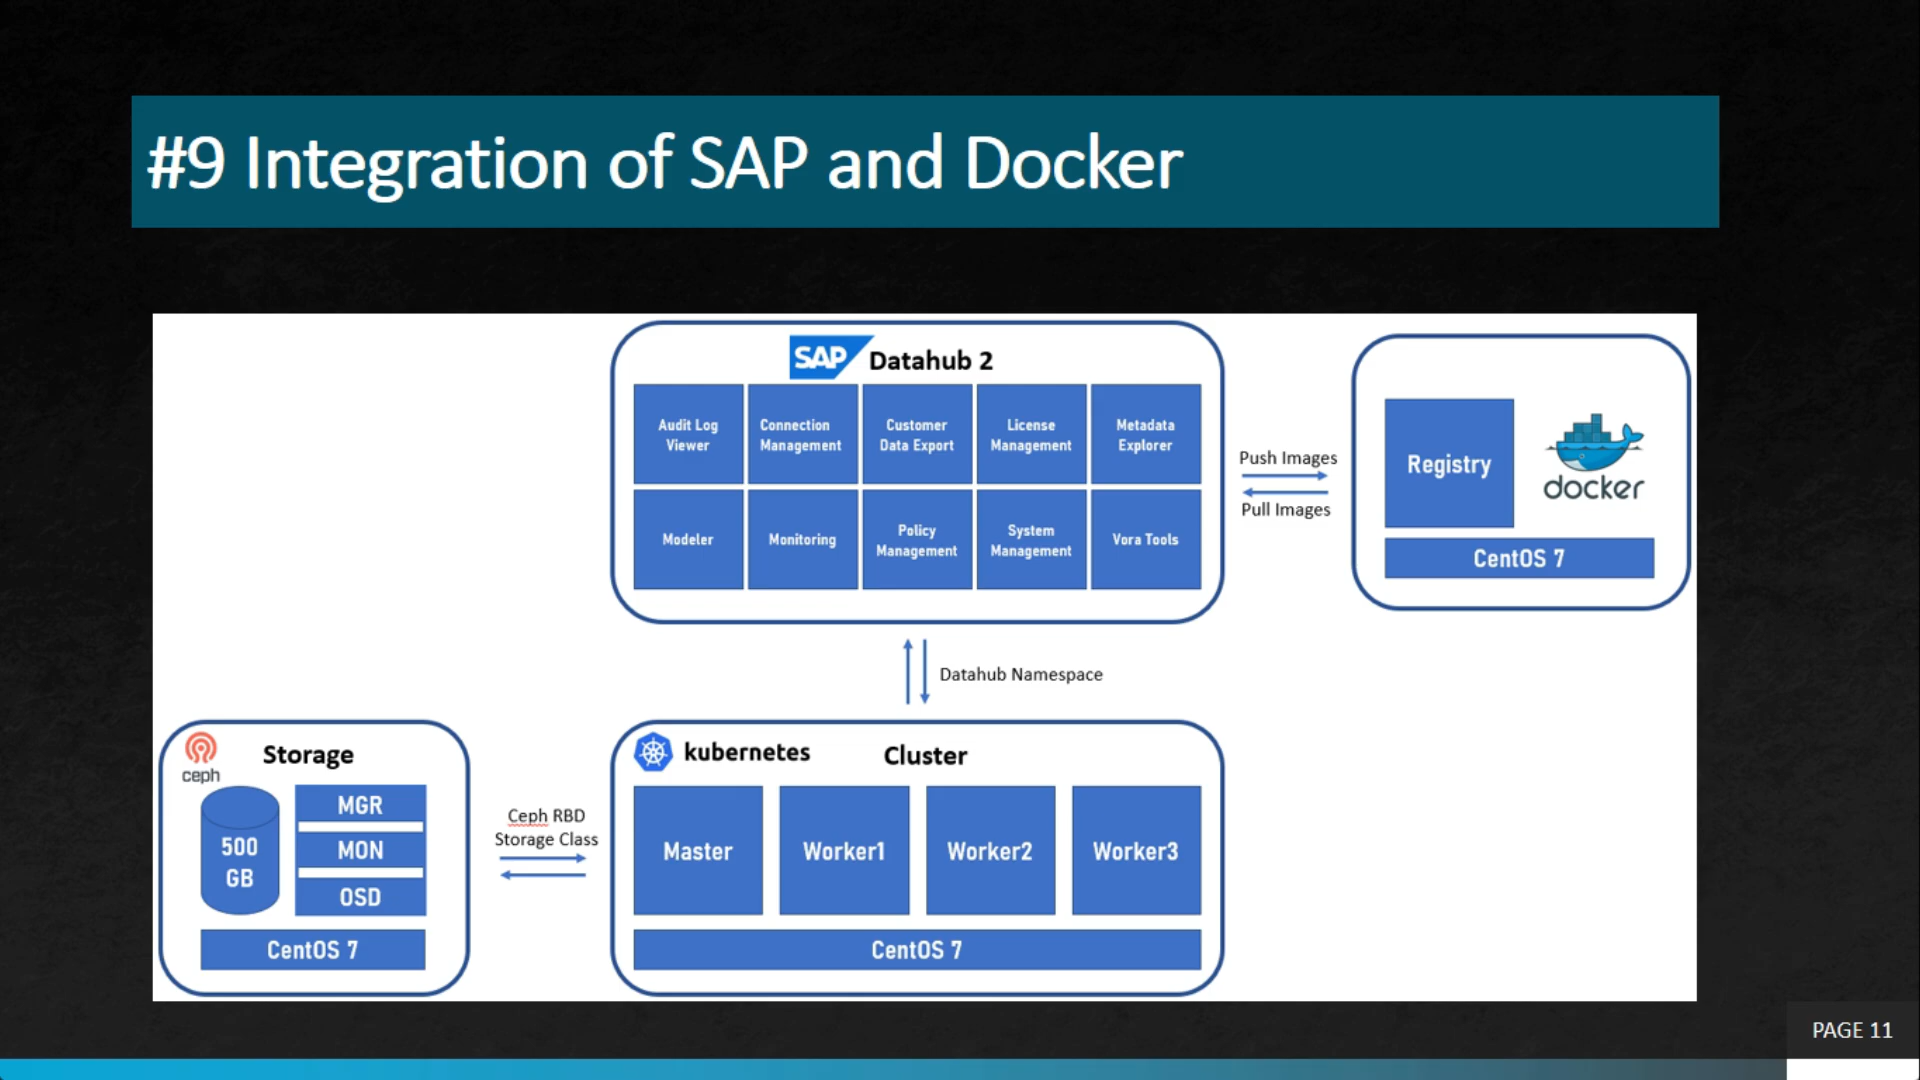 #9 Integration of SAP and Docker
SAP Datahub 2
Audit Log
Viewer
Connection
Management
Customer
Data Export
License
Management
Metadata
Explorer
Modeler
Monitoring
Policy
Management
System
Management
Vora Tools
Push Images
Pull Images
Registry
docker
CentOS 7
Datahub Namespace
ceph
Storage
500
GB
MGR
MON
OSD
CentOS 7
Ceph RBD
Storage Class
kubernetes Cluster
Master
Worker1
Worker2
Worker3
CentOS 7
PAGE 11